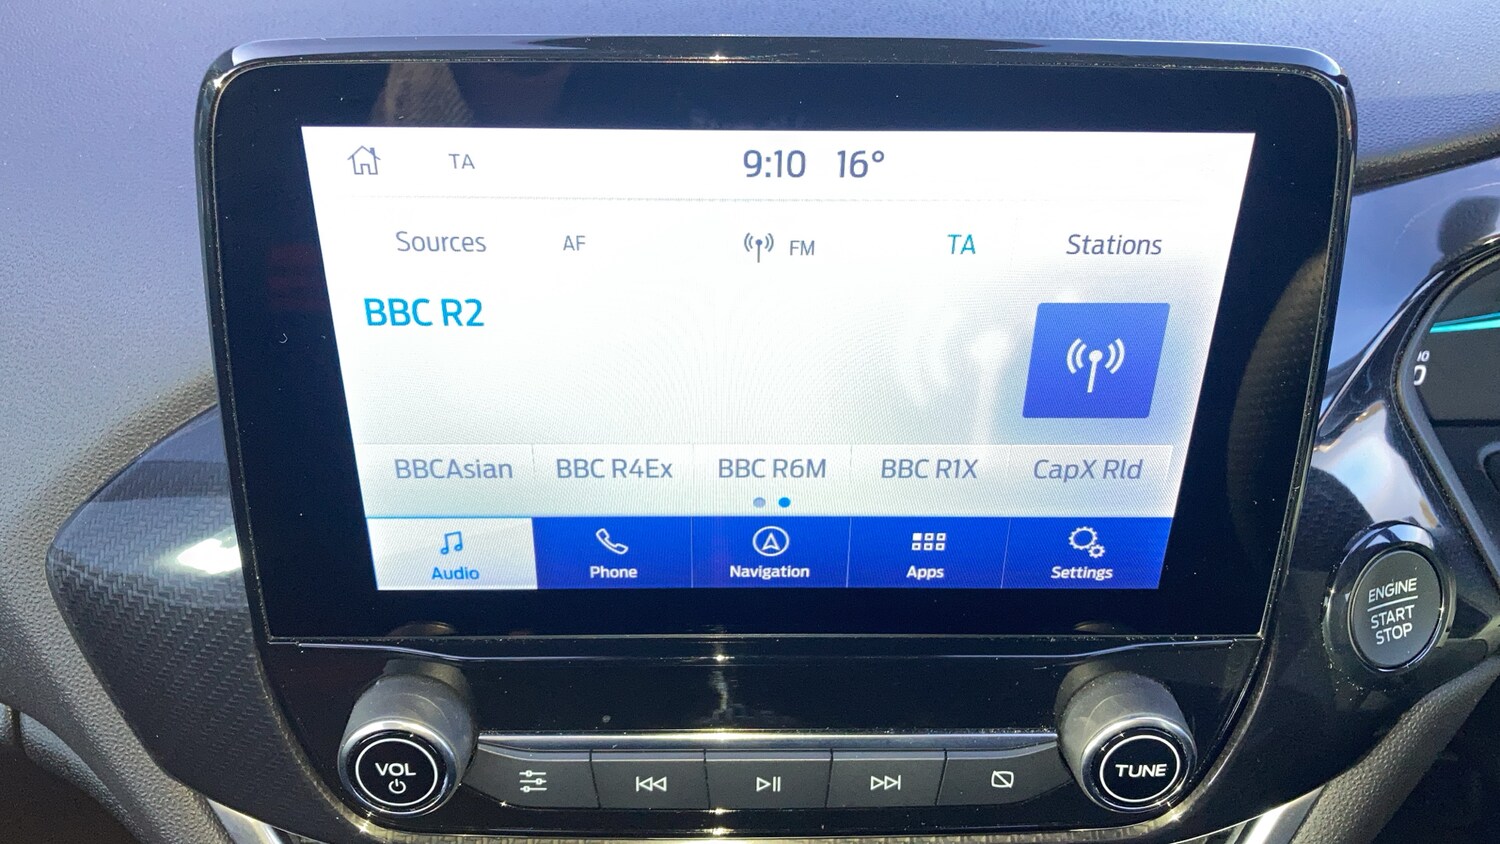 TA 9:10 16°
Sources AF FM TA Stations
BBC R2
BBCAsian BBC R4Ex BBC R6M BBC R1X CapX Rld
Audio Phone Navigation Apps Settings
ENGINE
START
STOP
VOL TUNE